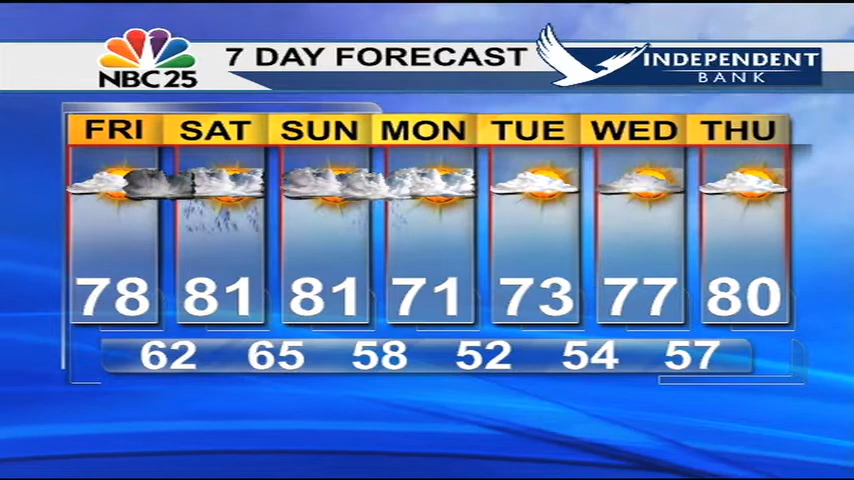 NBC25
7 DAY FORECAST
INDEPENDENT
BANK
FRI SAT SUN MON TUE WED THU
78 81 81 71 73 77 80
62 65 58 52 54 57